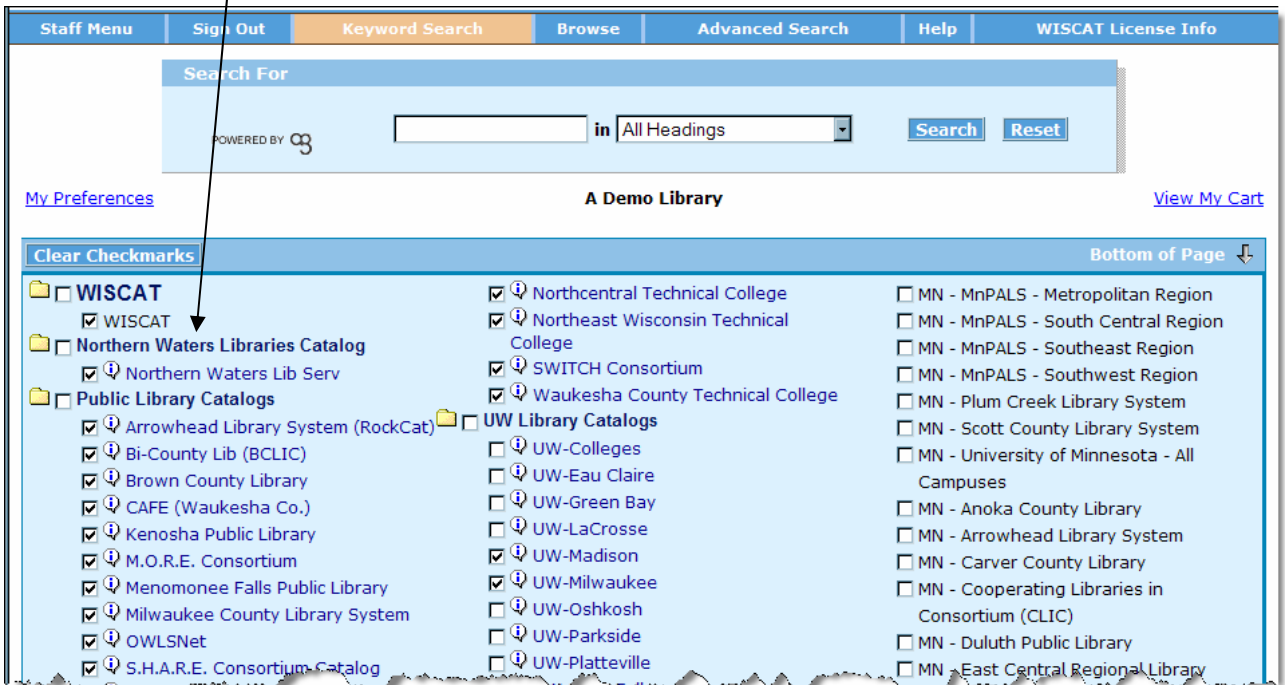 Staff Menu Sign Out Keyword Search Browse Advanced Search Help WISCAT License Info
Search For
POWERED BY in All Headings Search Reset
My Preferences A Demo Library View My Cart
Clear Checkmarks Bottom of Page
WISCAT
WISCAT
Northern Waters Libraries Catalog
Northern Waters Lib Serv
Public Library Catalogs
Arrowhead Library System (RockCat)
Bi-County Lib (BCLIC)
Brown County Library
CAFE (Waukesha Co.)
Kenosha Public Library
M.O.R.E. Consortium
Menomonee Falls Public Library
Milwaukee County Library System
OWLSNet
S.H.A.R.E. Consortium Catalog
Northcentral Technical College
Northeast Wisconsin Technical
College
SWITCH Consortium
Waukesha County Technical College
UW Library Catalogs
UW-Colleges
UW-Eau Claire
UW-Green Bay
UW-LaCrosse
UW-Madison
UW-Milwaukee
UW-Oshkosh
UW-Parkside
UW-Platteville
MN - MnPALS - Metropolitan Region
MN - MnPALS - South Central Region
MN - MnPALS - Southeast Region
MN - MnPALS - Southwest Region
MN - Plum Creek Library System
MN - Scott County Library System
MN - University of Minnesota - All
Campuses
MN - Anoka County Library
MN - Arrowhead Library System
MN - Carver County Library
MN - Cooperating Libraries in
Consortium (CLIC)
MN - Duluth Public Library
MN - East Central Regional Library